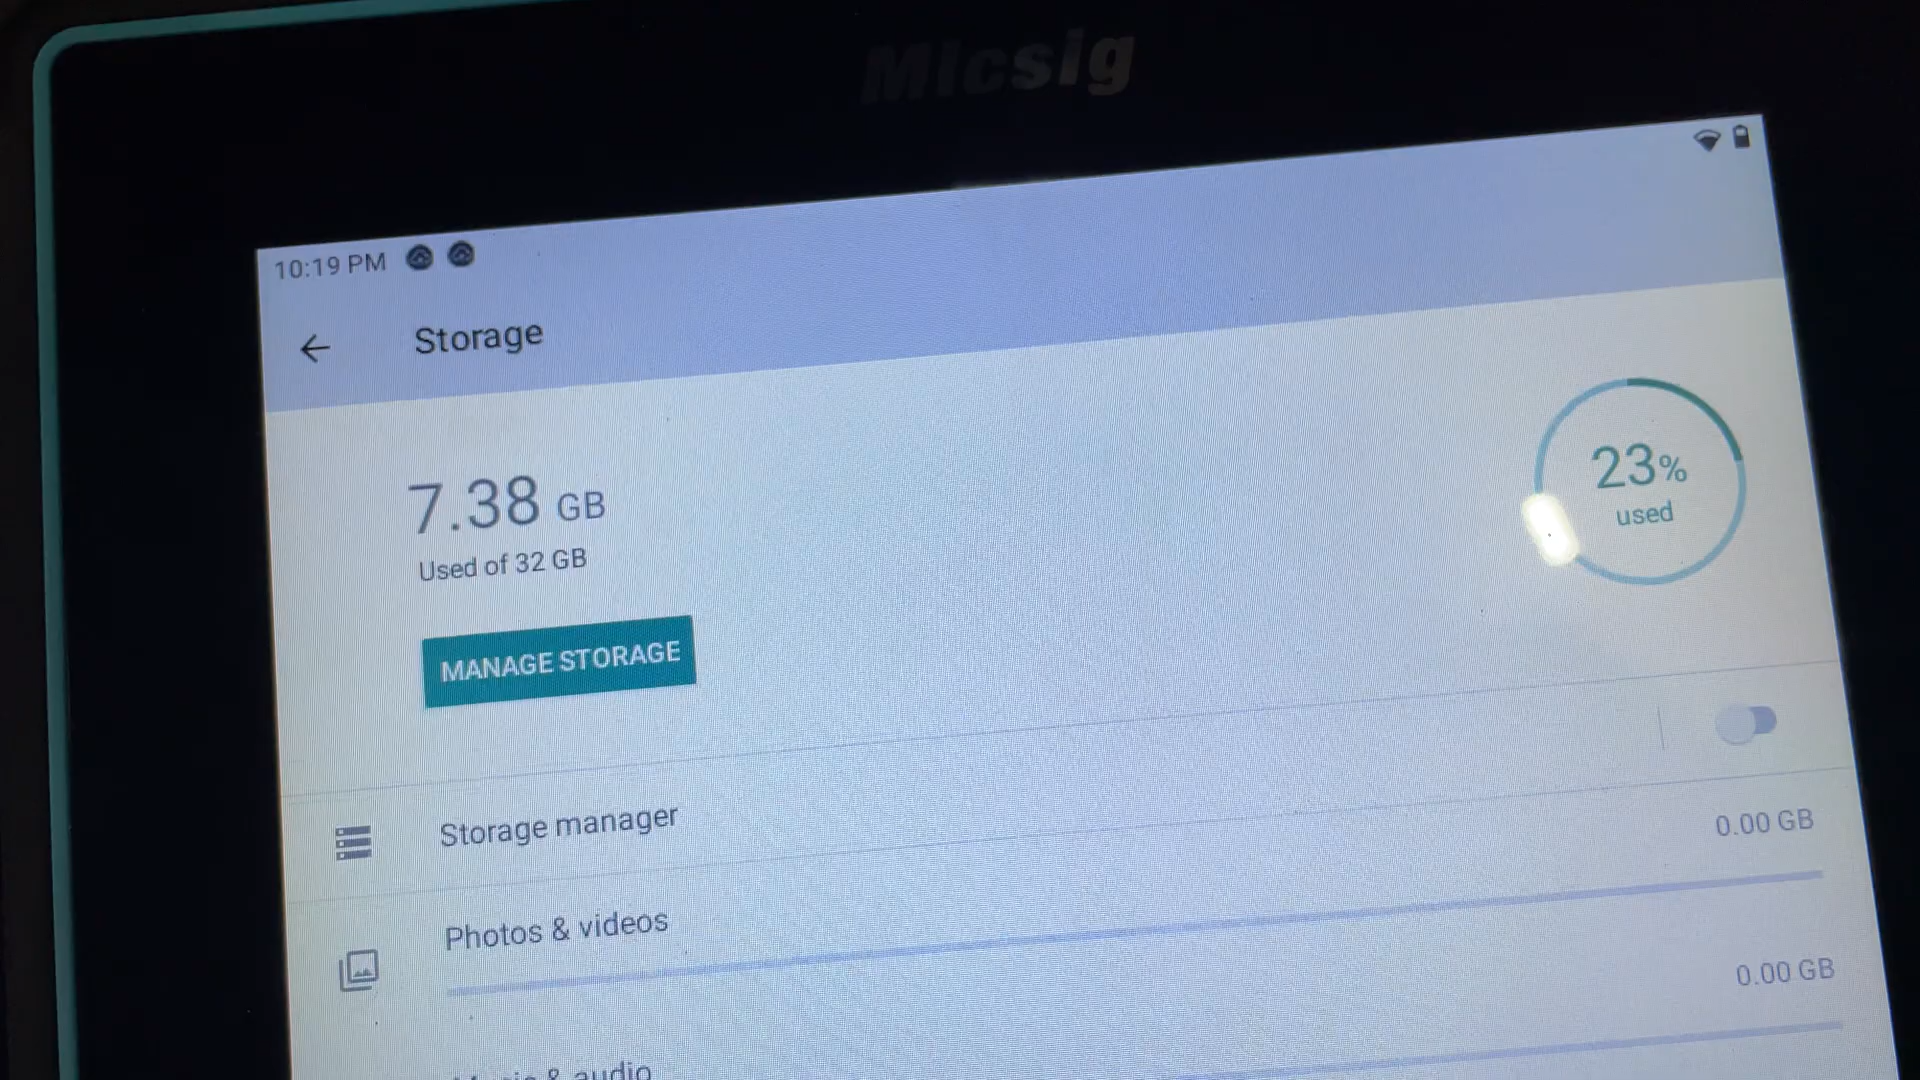 Micsig
10:19 PM
Storage
7.38 GB
Used of 32 GB
23%
used
MANAGE STORAGE
Storage manager
0.00 GB
Photos & videos
0.00 GB
& audio